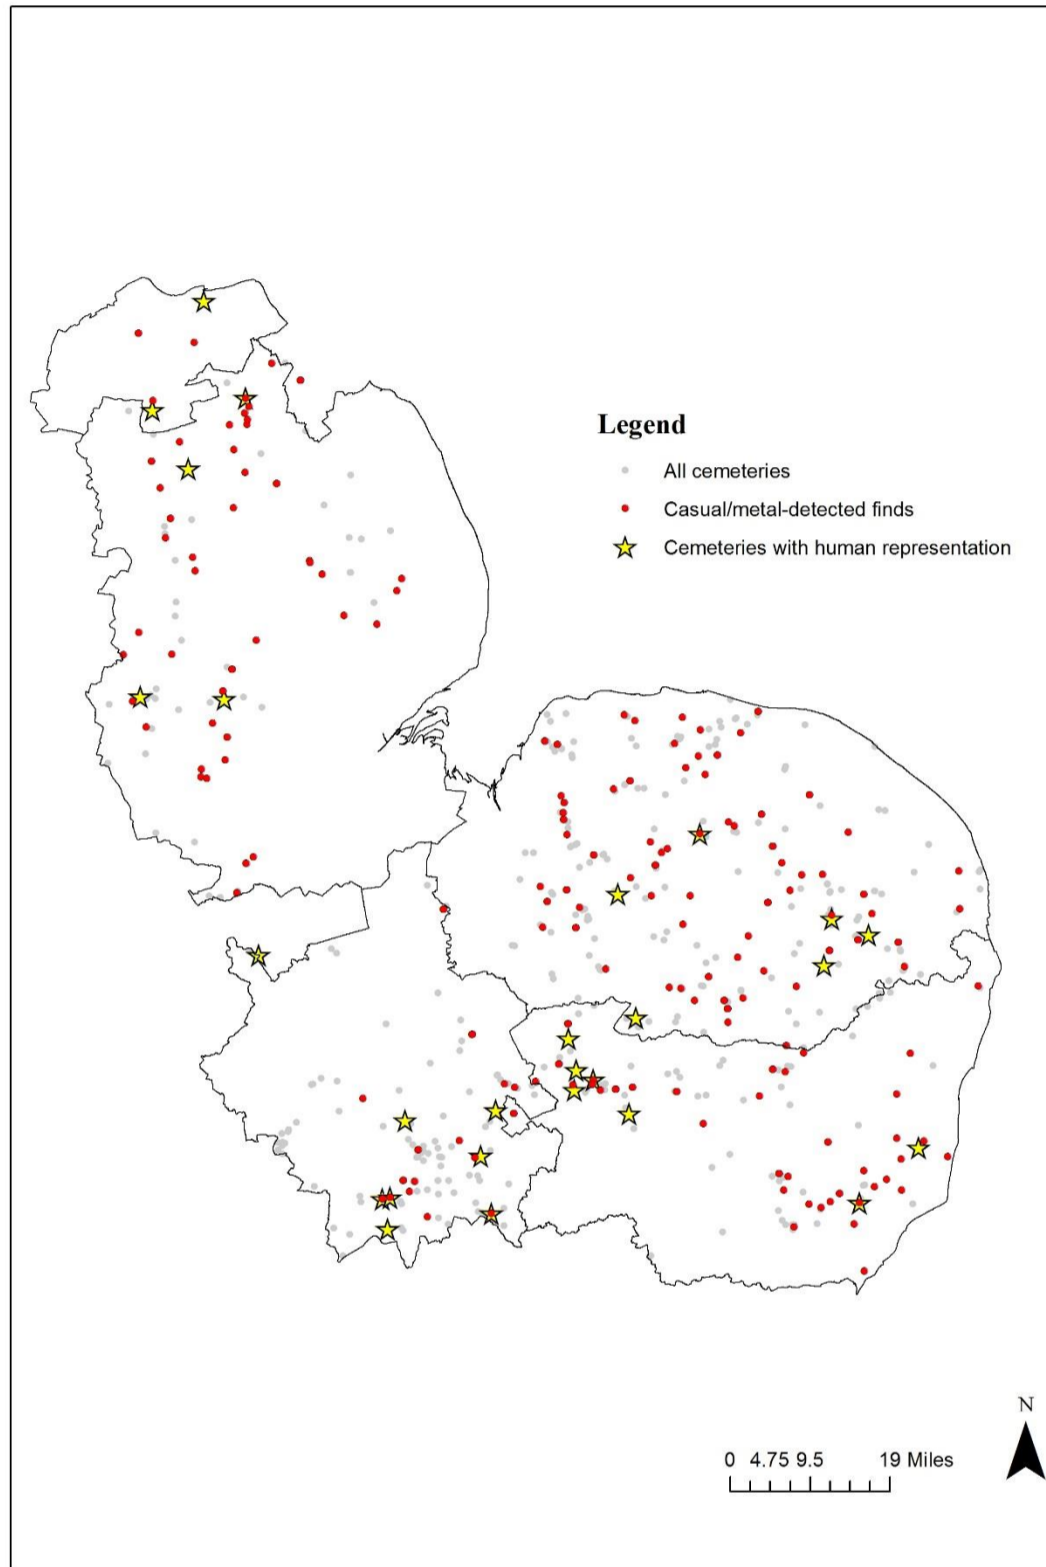 Legend
All cemeteries
Casual/metal-detected finds
Cemeteries with human representation
N
0 4.75 9.5 19 Miles